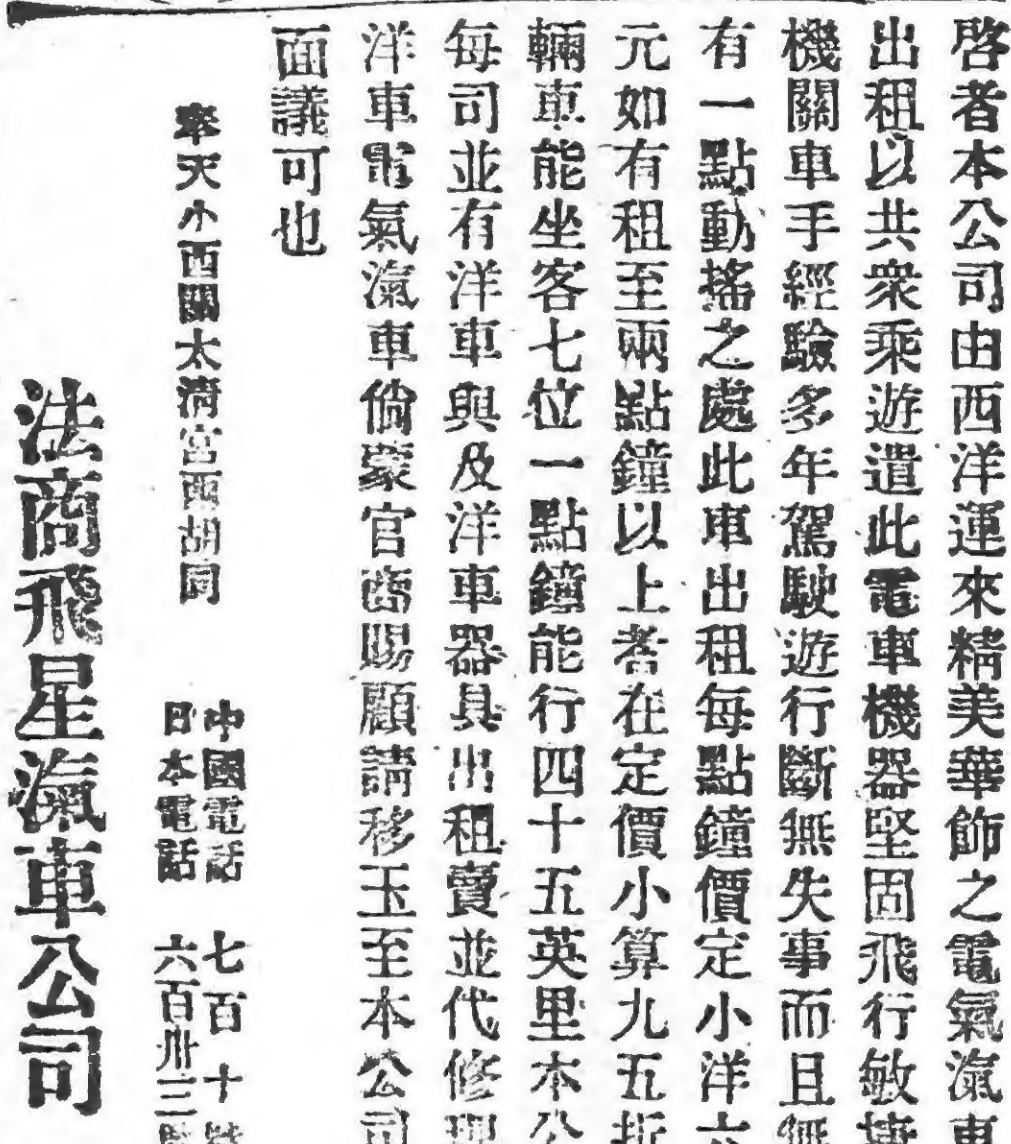 啓者本公司由西洋運來精美華飾之電氣滊車
出租以共衆乘遊遣此電車機器堅固飛行敏捷
機關車手經驗多年駕駛遊行斷無失事而且無
有一點動搖之處此車出租每點鐘價定小洋六
元如有租至兩點鐘以上者在定價小算九五折
輛車能坐客七位一點鐘能行四十五英里本公
每司並有洋車與及洋車器具出租賣並代修理
洋車電氣滊車倘蒙官商賜顧請移玉至本公司
面議可也
奉天小西關太清宮西胡同
中國電話 七百十號
日本電話 六百卅三號
法商飛星滊車公司